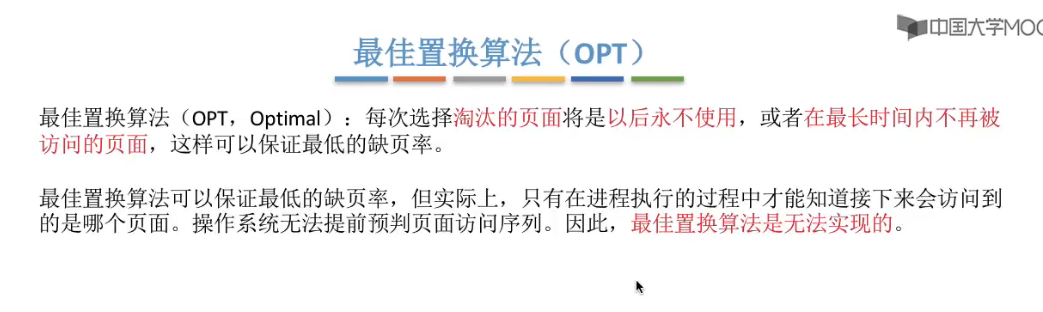 中国大学MOO
最佳置换算法（OPT）
最佳置换算法（OPT，Optimal）：每次选择淘汰的页面将是以后永不使用，或者在最长时间内不再被
访问的页面，这样可以保证最低的缺页率。
最佳置换算法可以保证最低的缺页率，但实际上，只有在进程执行的过程中才能知道接下来会访问到
的是哪个页面。操作系统无法提前预判页面访问序列。因此，最佳置换算法是无法实现的。